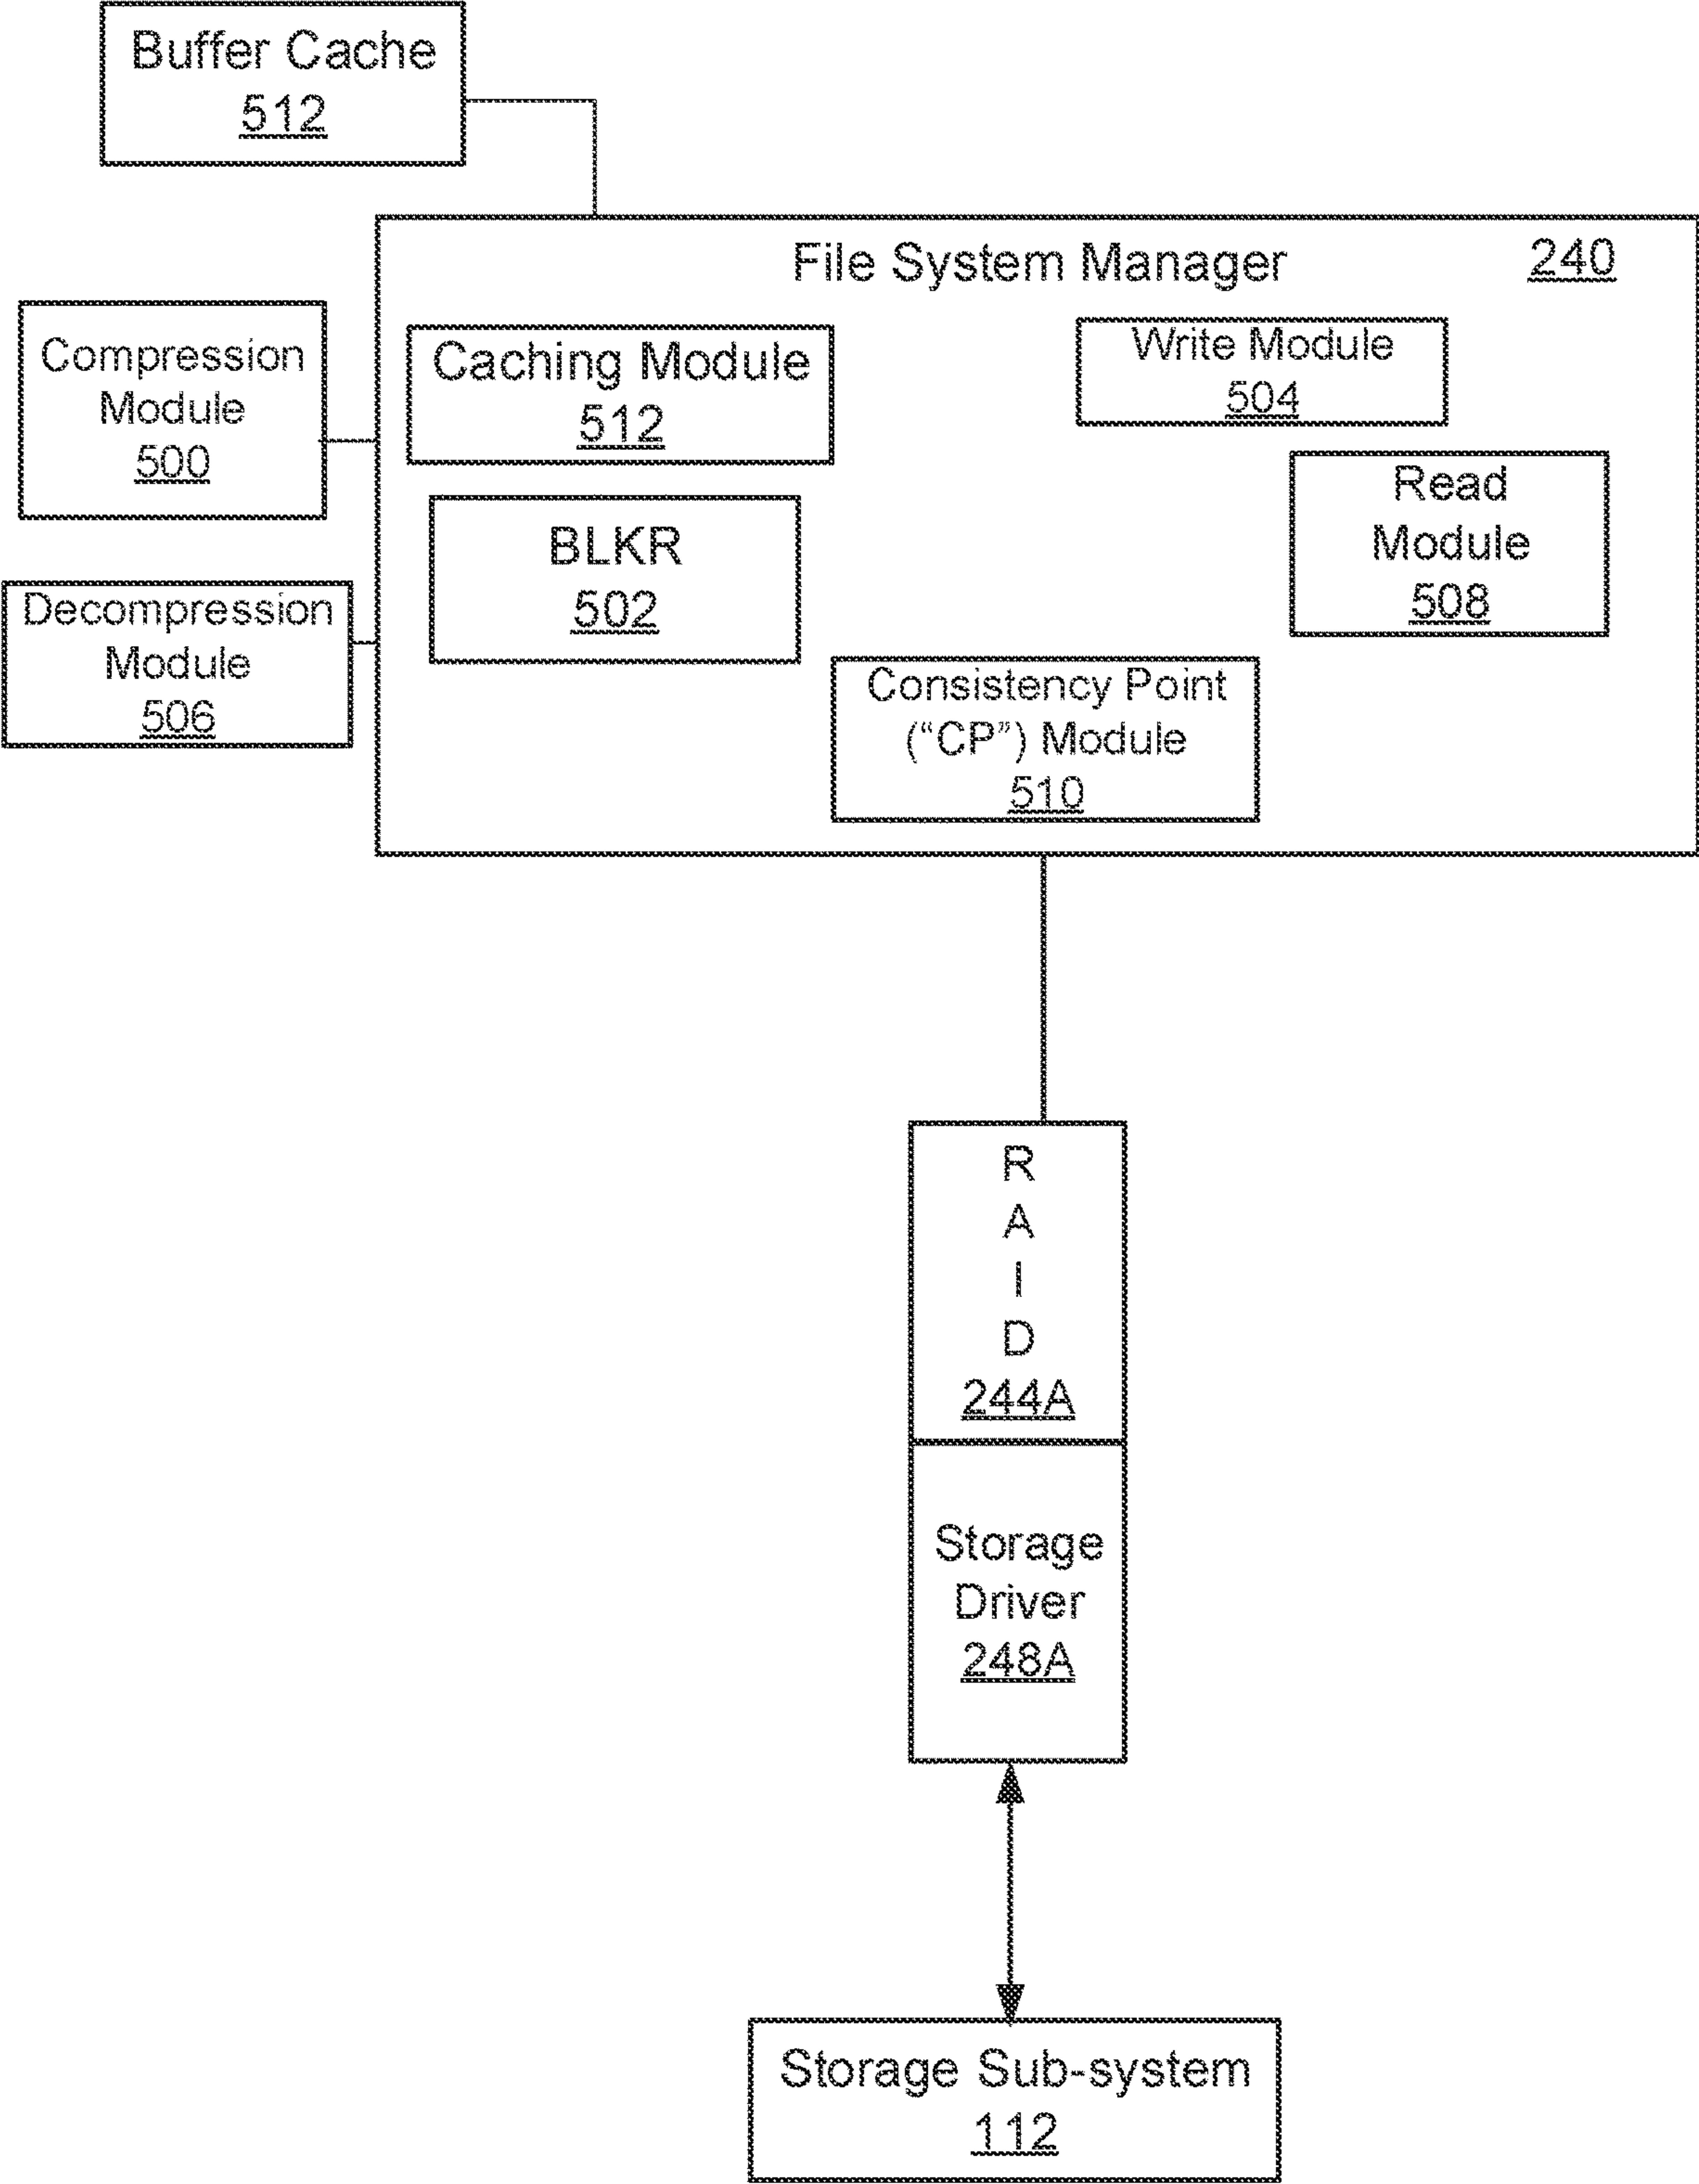 Buffer Cache
512
File System Manager
240
Compression
Module
500
Caching Module
512
Write Module
504
BLKR
502
Read
Module
508
Decompression
Module
506
Consistency Point
(“CP”) Module
510
R
A
I
D
244A
Storage
Driver
248A
Storage Sub-system
112